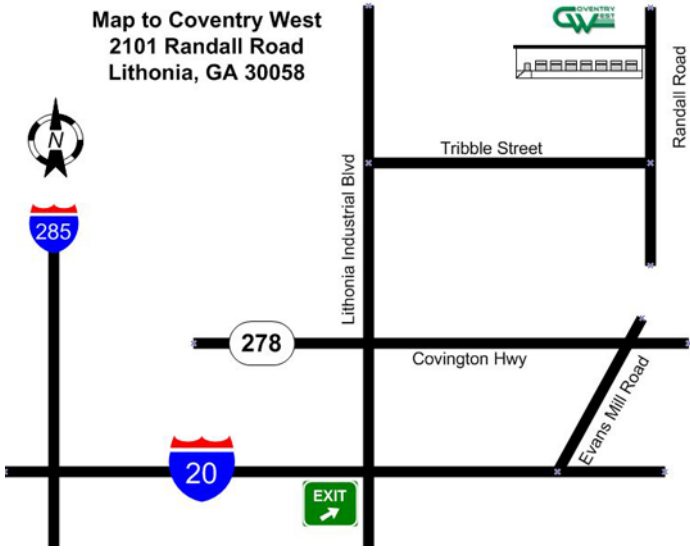 Map to Coventry West
2101 Randall Road
Lithonia, GA 30058
COVENTRY
WEST
Randall Road
N
Tribble Street
285
Lithonia Industrial Blvd
278
Covington Hwy
Evans Mill Road
20
EXIT